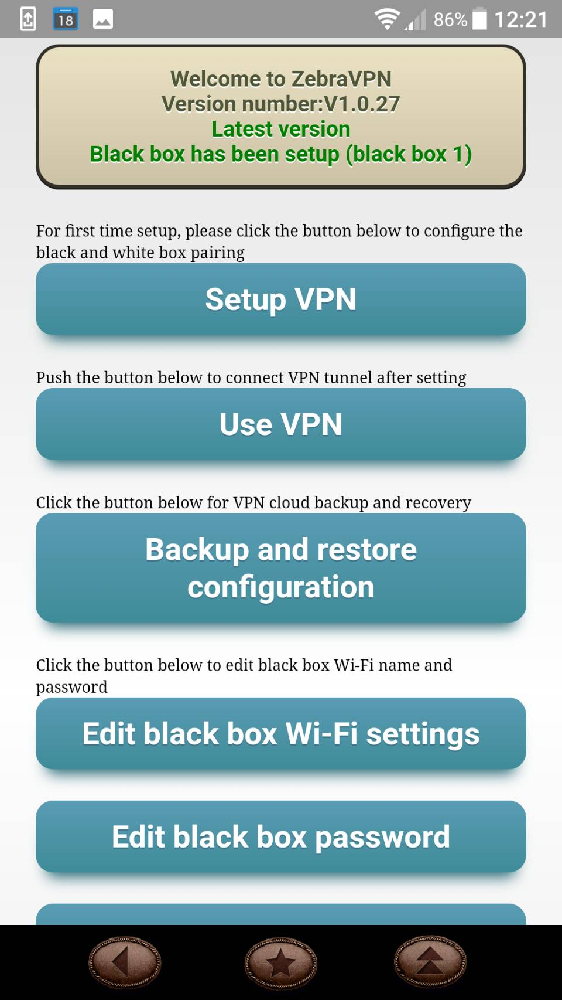 18
86%
12:21
Welcome to ZebraVPN
Version number:V1.0.27
Latest version
Black box has been setup (black box 1)
For first time setup, please click the button below to configure the
black and white box pairing
Setup VPN
Push the button below to connect VPN tunnel after setting
Use VPN
Click the button below for VPN cloud backup and recovery
Backup and restore
configuration
Click the button below to edit black box Wi-Fi name and
password
Edit black box Wi-Fi settings
Edit black box password